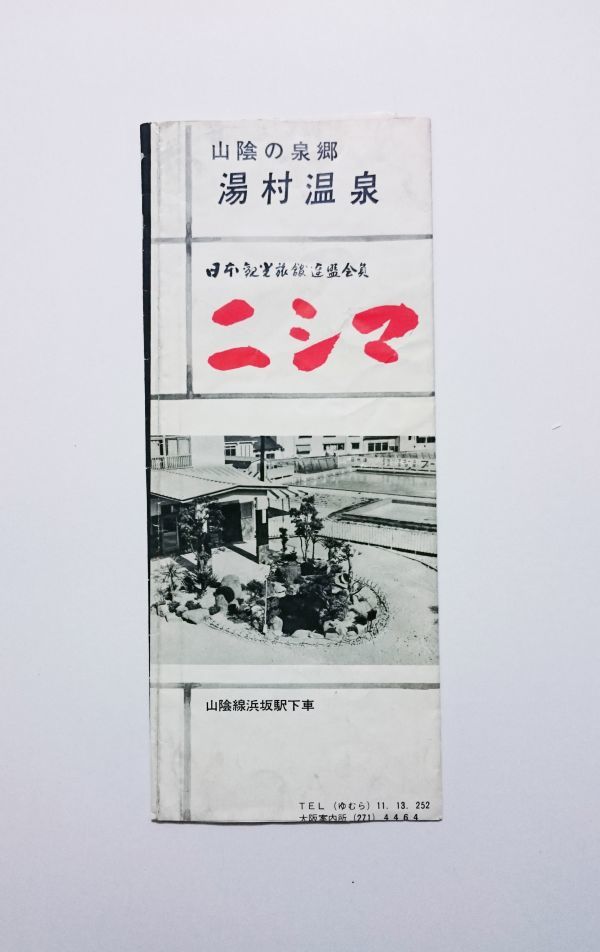 山陰の泉郷
湯村温泉
日本観光旅館連盟会員
ニシマ
山陰線浜坂駅下車
TEL (ゆむら) 11. 13. 252
大阪案内所 (271) 4464